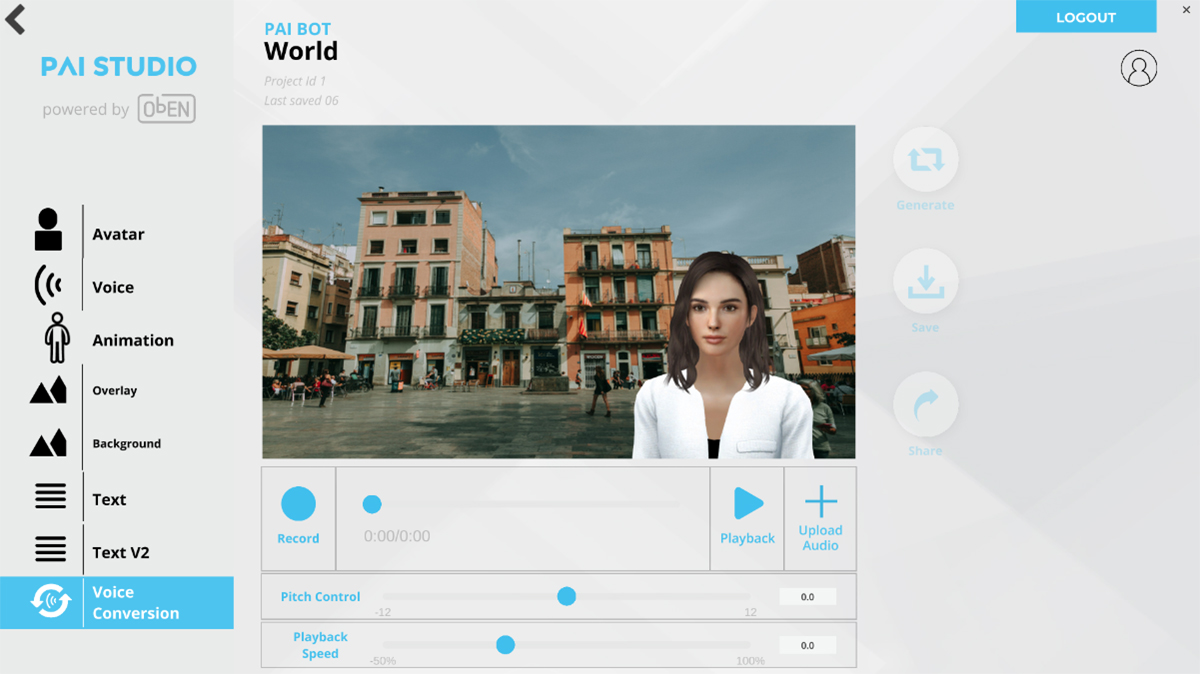 LOGOUT
PAI BOT
World
Project Id 1
Last saved 06
PAI STUDIO
powered by ObEN
Avatar
Voice
Animation
Overlay
Background
Text
Text V2
Voice
Conversion
Generate
Save
Share
Record
0:00/0:00
Playback
Upload
Audio
Pitch Control
-12
12
0.0
Playback
Speed
-50%
100%
0.0